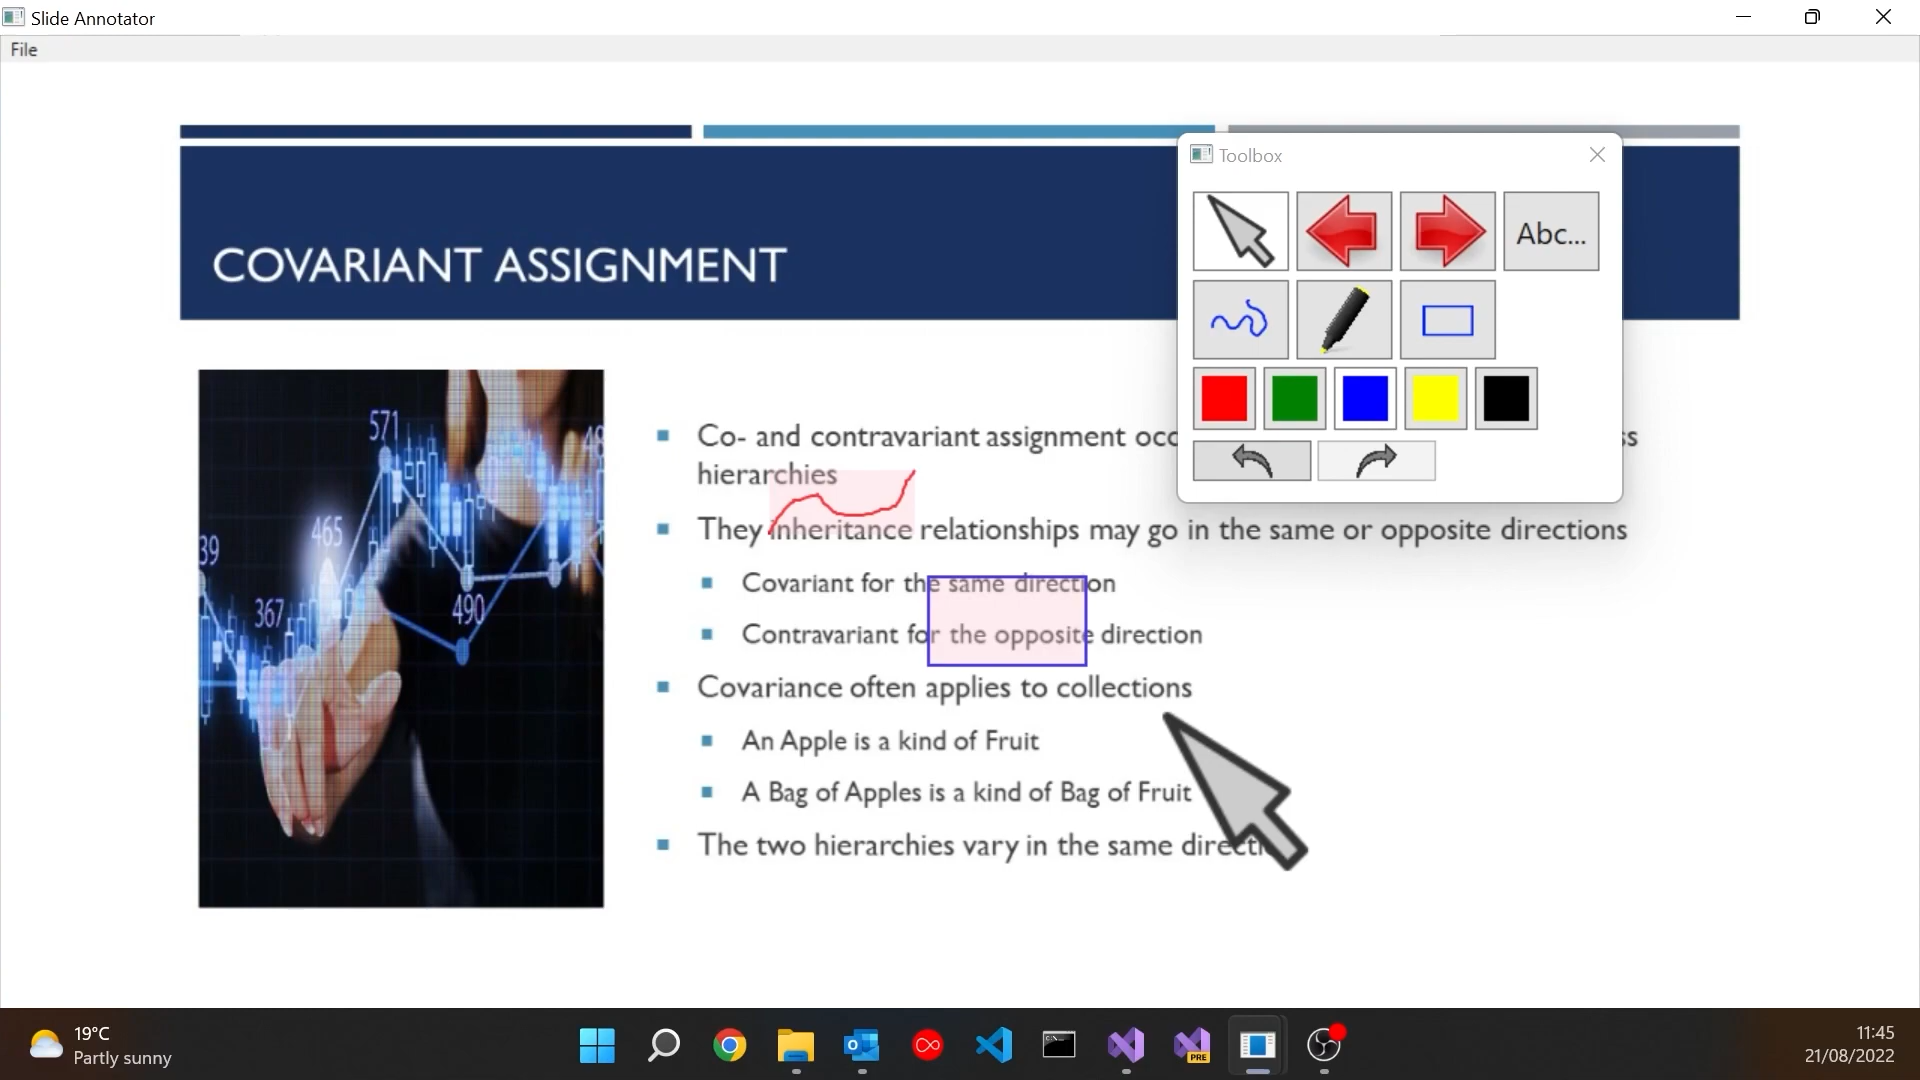 Slide Annotator
File
Toolbox
Abc...
COVARIANT ASSIGNMENT
571
465
39
367
490
Co- and contravariant assignment occ ss
hierarchies
They inheritance relationships may go in the same or opposite directions
Covariant for the same direction
Contravariant for the opposite direction
Covariance often applies to collections
An Apple is a kind of Fruit
A Bag of Apples is a kind of Bag of Fruit
The two hierarchies vary in the same directi
19°C
Partly sunny
PRE
11:45
21/08/2022